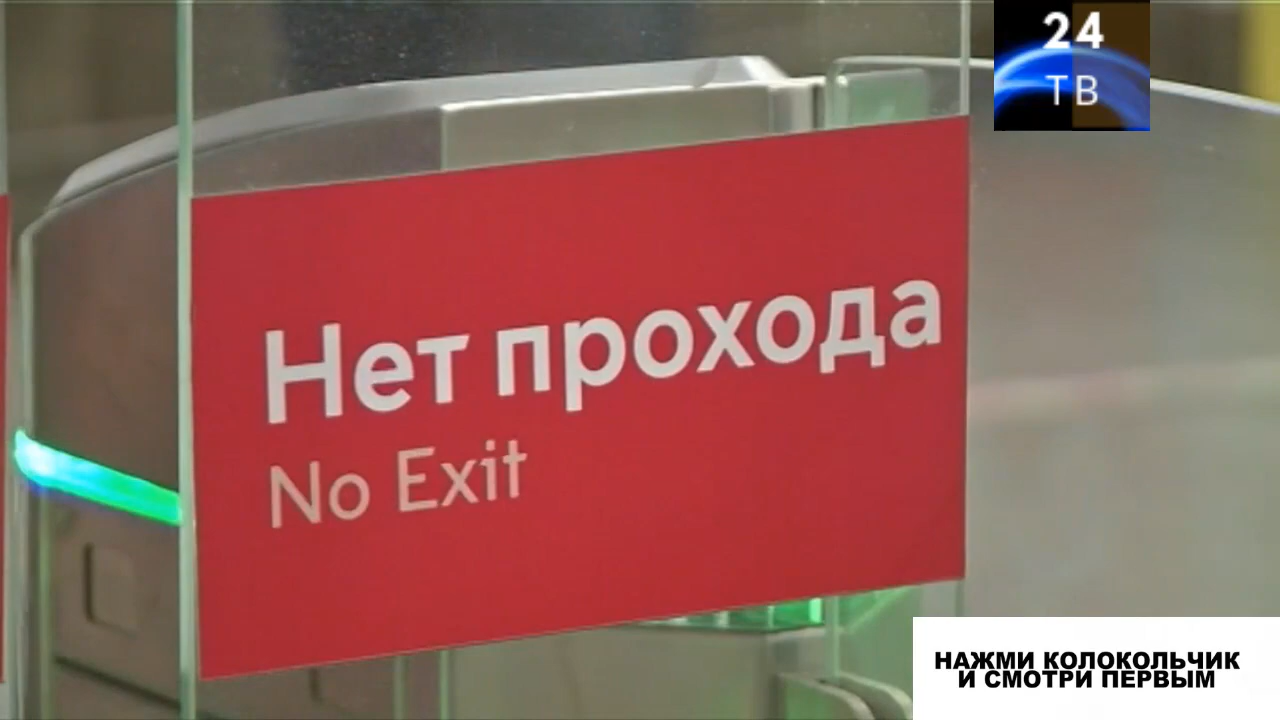 24
ТВ
Нет прохода
No Exit
НАЖМИ КОЛОКОЛЬЧИК
И СМОТРИ ПЕРВЫМ